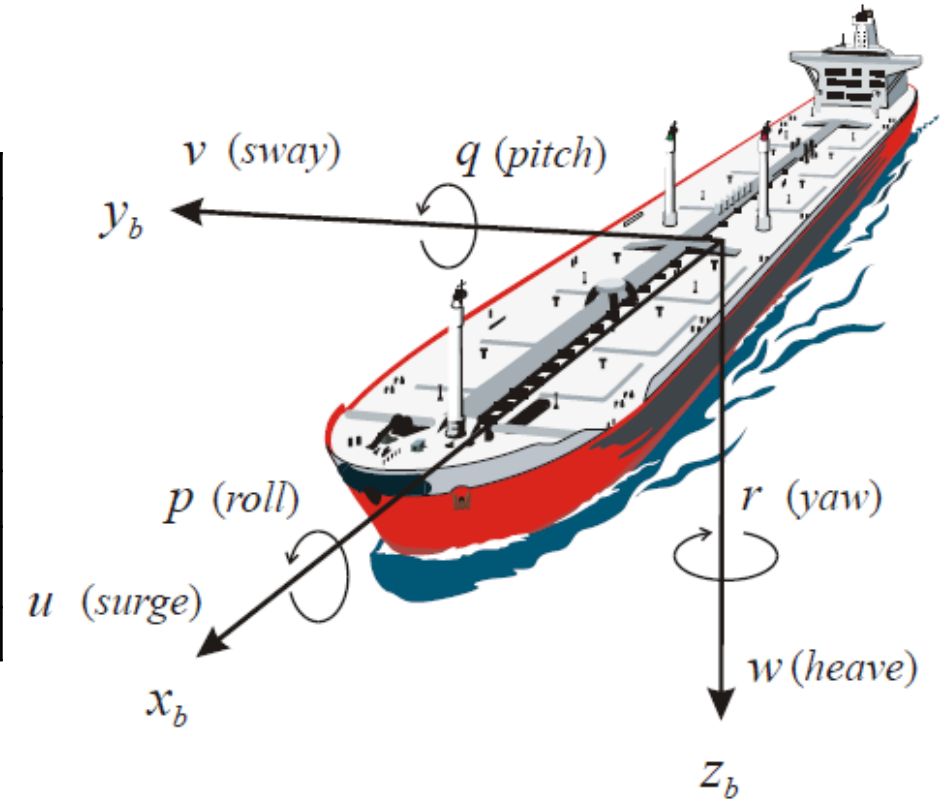 v (sway)
q (pitch)
y_b
p (roll)
r (yaw)
u (surge)
w (heave)
x_b
z_b